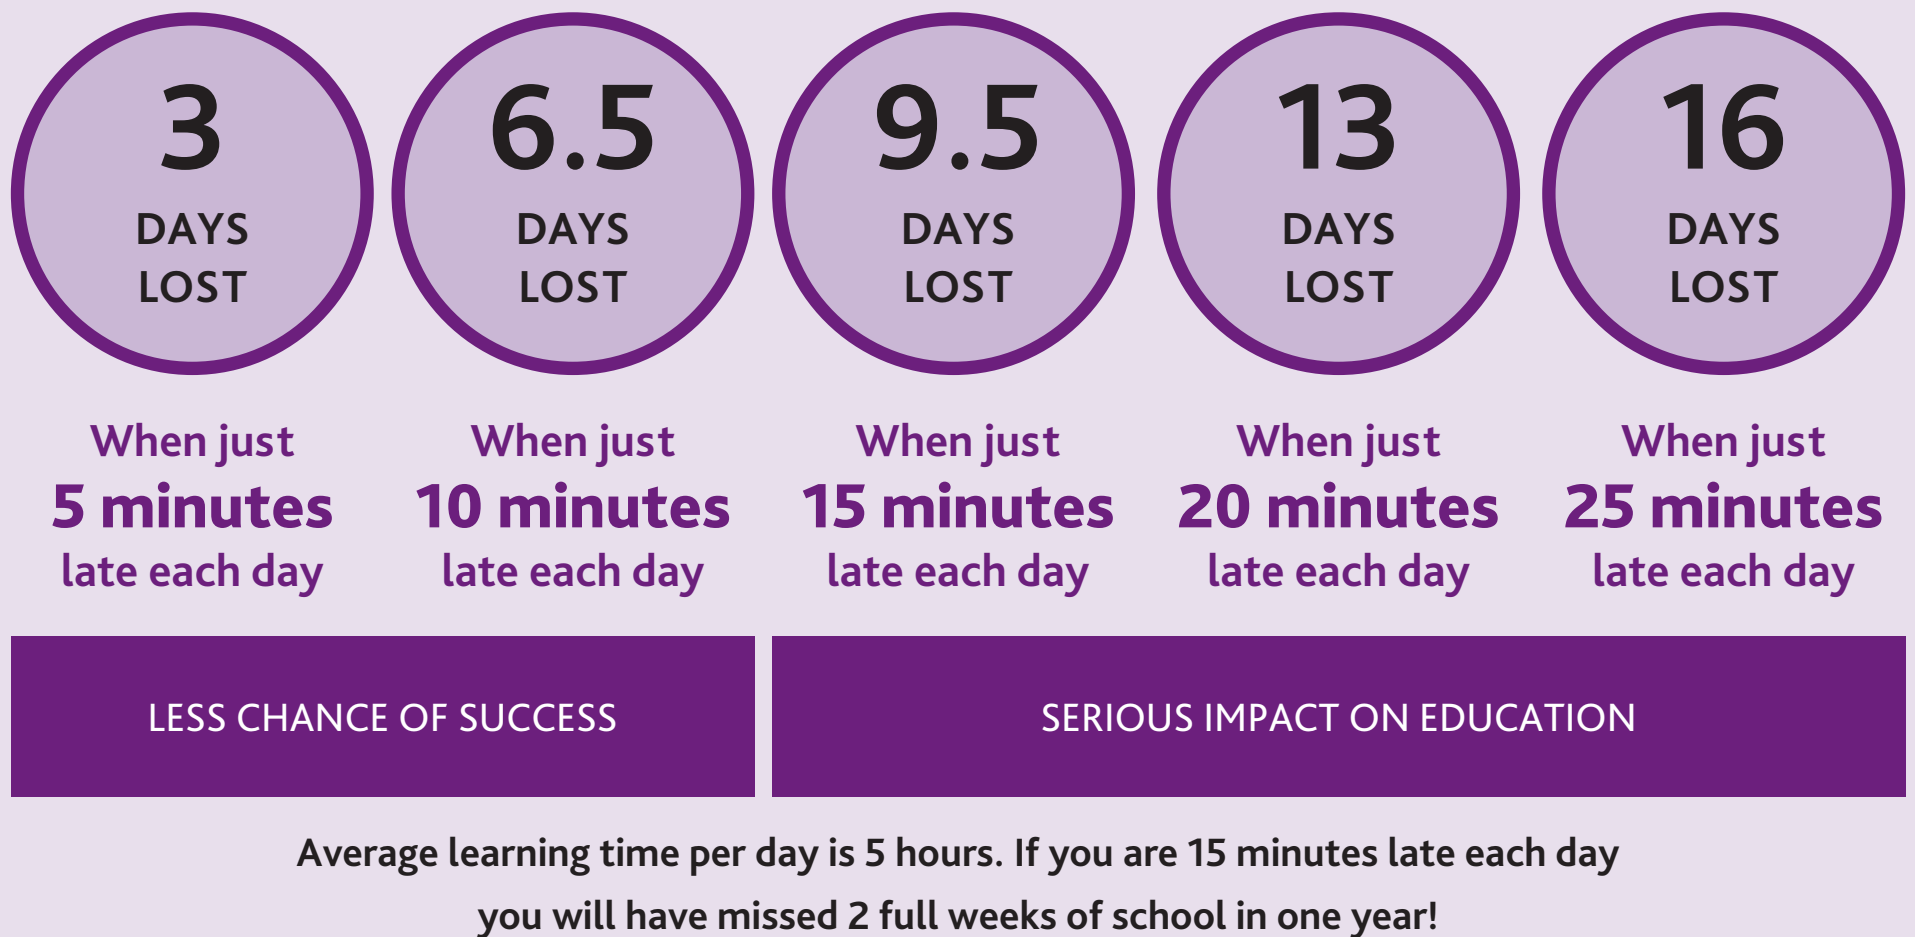 3
DAYS
LOST
When just
5 minutes
late each day
6.5
DAYS
LOST
When just
10 minutes
late each day
9.5
DAYS
LOST
When just
15 minutes
late each day
13
DAYS
LOST
When just
20 minutes
late each day
16
DAYS
LOST
When just
25 minutes
late each day
LESS CHANCE OF SUCCESS
SERIOUS IMPACT ON EDUCATION
Average learning time per day is 5 hours. If you are 15 minutes late each day
you will have missed 2 full weeks of school in one year!